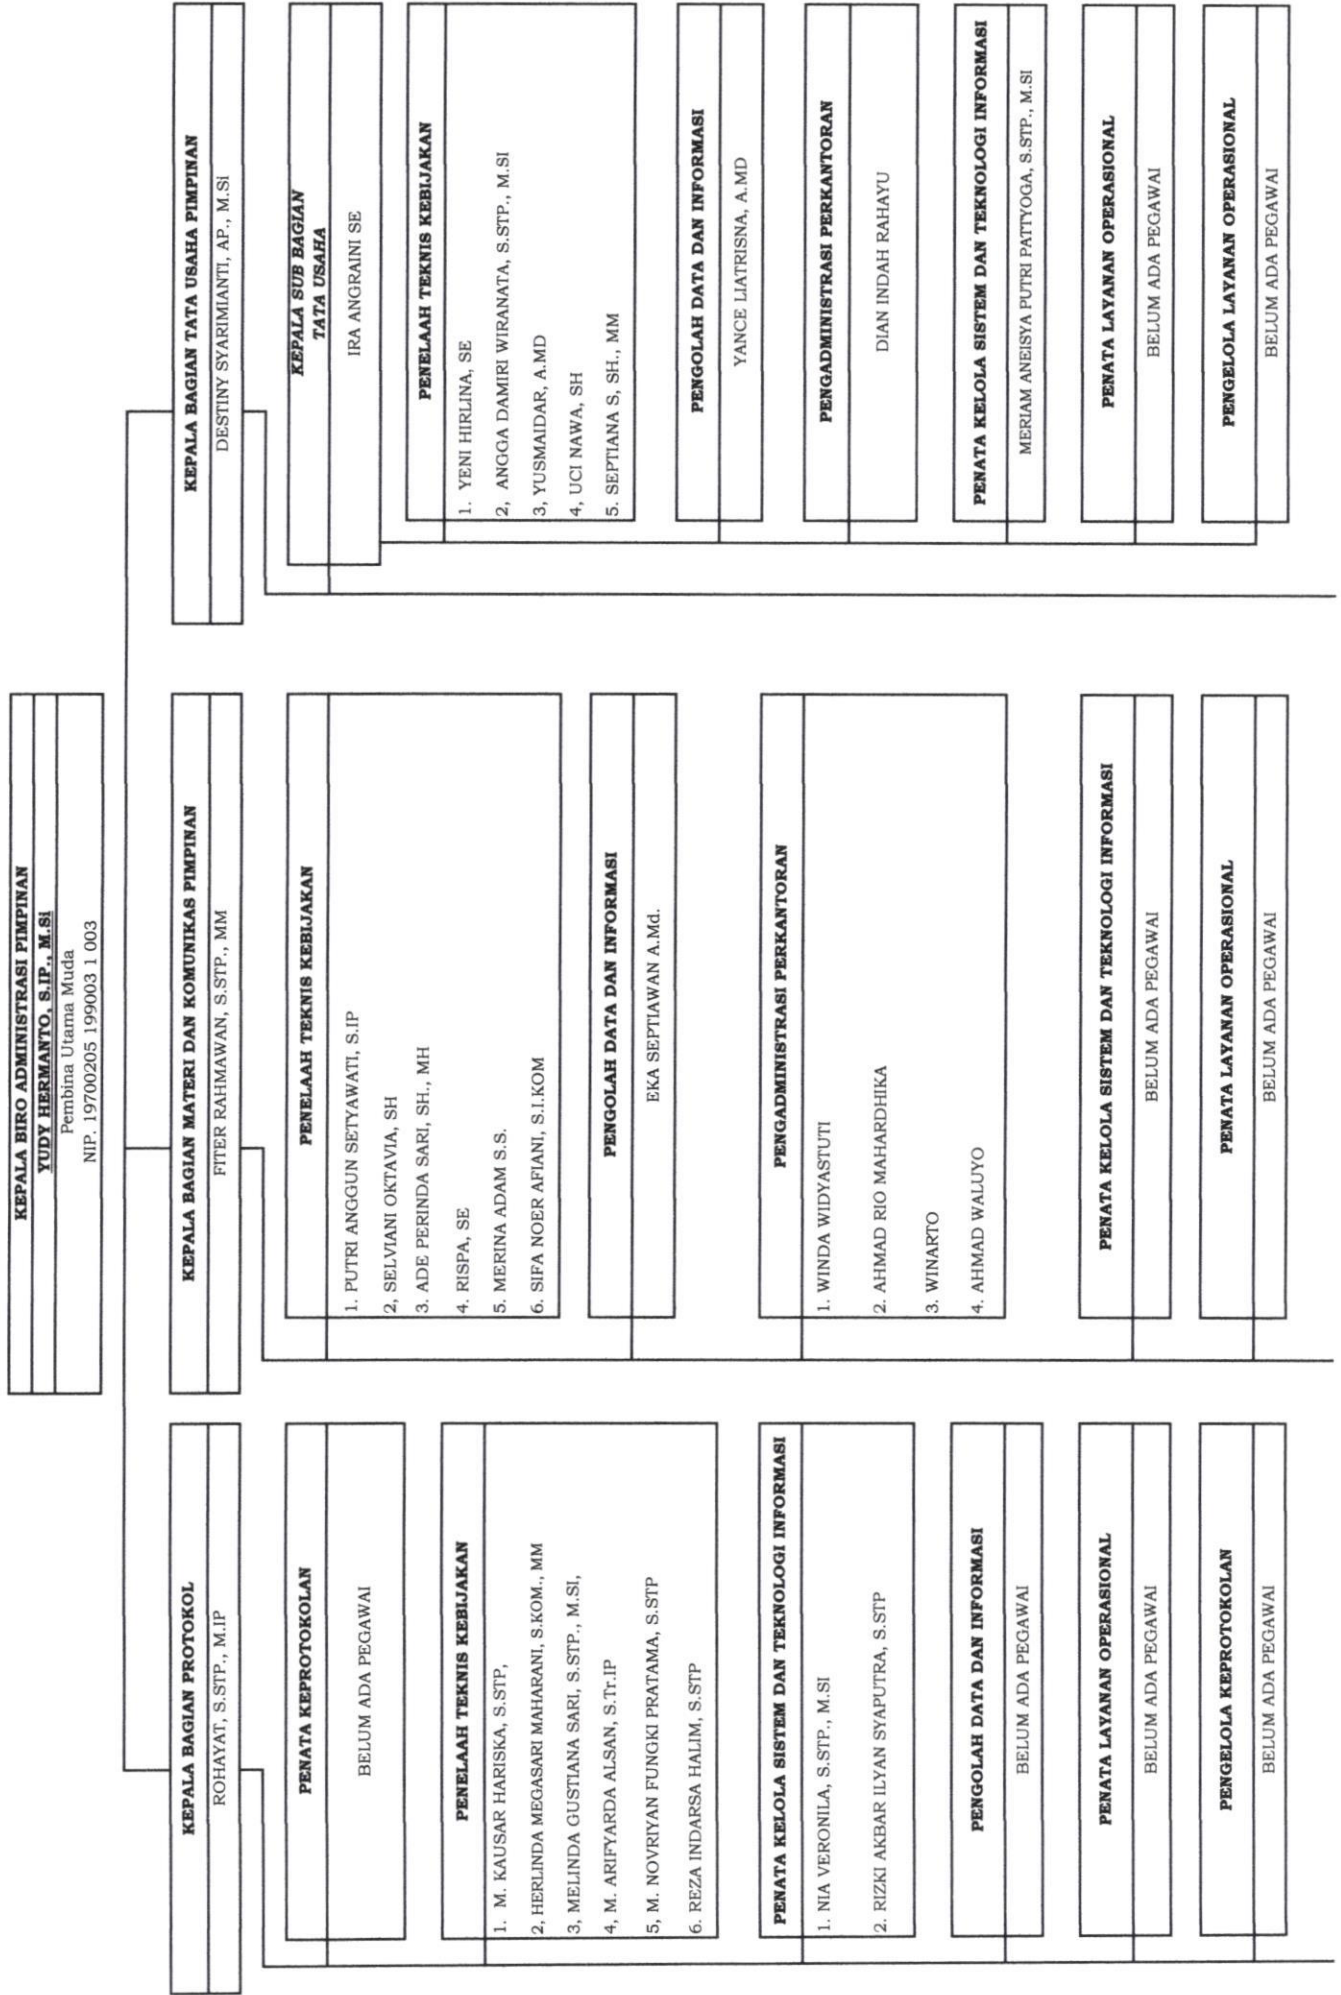 KEPALA BIRO ADMINISTRASI PIMPINAN
YUDY HERMANTO, S.IP., M.Si
Pembina Utama Muda
NIP. 19700205 199003 1 003
KEPALA BAGIAN PROTOKOL
ROHAYAT, S.STP., M.IP
PENATA KEPROTOKOLAN
BELUM ADA PEGAWAI
PENELAAH TEKNIS KEBIJAKAN
1. M. KAUSAR HARISKA, S.STP,
2, HERLINDA MEGASARI MAHARANI, S.KOM., MM
3, MELINDA GUSTIANA SARI, S.STP., M.SI,
4, M. ARIFYARDA ALSAN, S.Tr.IP
5, M. NOVRIYAN FUNGKI PRATAMA, S.STP
6. REZA INDARSA HALIM, S.STP
PENATA KELOLA SISTEM DAN TEKNOLOGI INFORMASI
1. NIA VERONILA, S.STP., M.SI
2. RIZKI AKBAR ILYAN SYAPUTRA, S.STP
PENGOLAH DATA DAN INFORMASI
BELUM ADA PEGAWAI
PENATA LAYANAN OPERASIONAL
BELUM ADA PEGAWAI
PENGELOLA KEPROTOKOLAN
BELUM ADA PEGAWAI
KEPALA BAGIAN MATERI DAN KOMUNIKAS PIMPINAN
FITER RAHMAWAN, S.STP., MM
PENELAAH TEKNIS KEBIJAKAN
1. PUTRI ANGGUN SETYAWATI, S.IP
2, SELVIANI OKTAVIA, SH
3. ADE PERINDA SARI, SH., MH
4. RISPA, SE
5. MERINA ADAM S.S.
6. SIFA NOER AFIANI, S.I.KOM
PENGOLAH DATA DAN INFORMASI
EKA SEPTIAWAN A.Md.
PENGADMINISTRASI PERKANTORAN
1. WINDA WIDYASTUTI
2. AHMAD RIO MAHARDHIKA
3. WINARTO
4. AHMAD WALUYO
PENATA KELOLA SISTEM DAN TEKNOLOGI INFORMASI
BELUM ADA PEGAWAI
PENATA LAYANAN OPERASIONAL
BELUM ADA PEGAWAI
KEPALA BAGIAN TATA USAHA PIMPINAN
DESTINY SYARIMIANTI, AP., M.Si
KEPALA SUB BAGIAN
TATA USAHA
IRA ANGRAINI SE
PENELAAH TEKNIS KEBIJAKAN
1. YENI HIRLINA, SE
2, ANGGA DAMIRI WIRANATA, S.STP., M.SI
3, YUSMAIDAR, A.MD
4, UCI NAWA, SH
5. SEPTIANA S, SH., MM
PENGOLAH DATA DAN INFORMASI
YANCE LIATRISNA, A.MD
PENGADMINISTRASI PERKANTORAN
DIAN INDAH RAHAYU
PENATA KELOLA SISTEM DAN TEKNOLOGI INFORMASI
MERIAM ANEISYA PUTRI PATTYOGA, S.STP., M.SI
PENATA LAYANAN OPERASIONAL
BELUM ADA PEGAWAI
PENGELOLA LAYANAN OPERASIONAL
BELUM ADA PEGAWAI